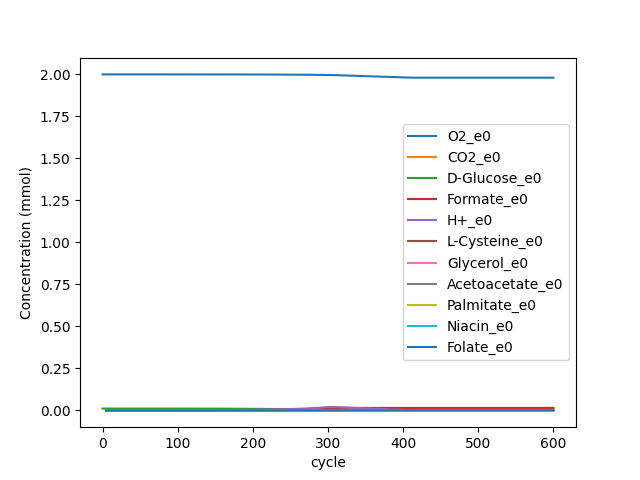 2.00
1.75
1.50
1.25
1.00
0.75
0.50
0.25
0.00
Concentration (mmol)
O2_e0
CO2_e0
D-Glucose_e0
Formate_e0
H+_e0
L-Cysteine_e0
Glycerol_e0
Acetoacetate_e0
Palmitate_e0
Niacin_e0
Folate_e0
0 100 200 300 400 500 600
cycle